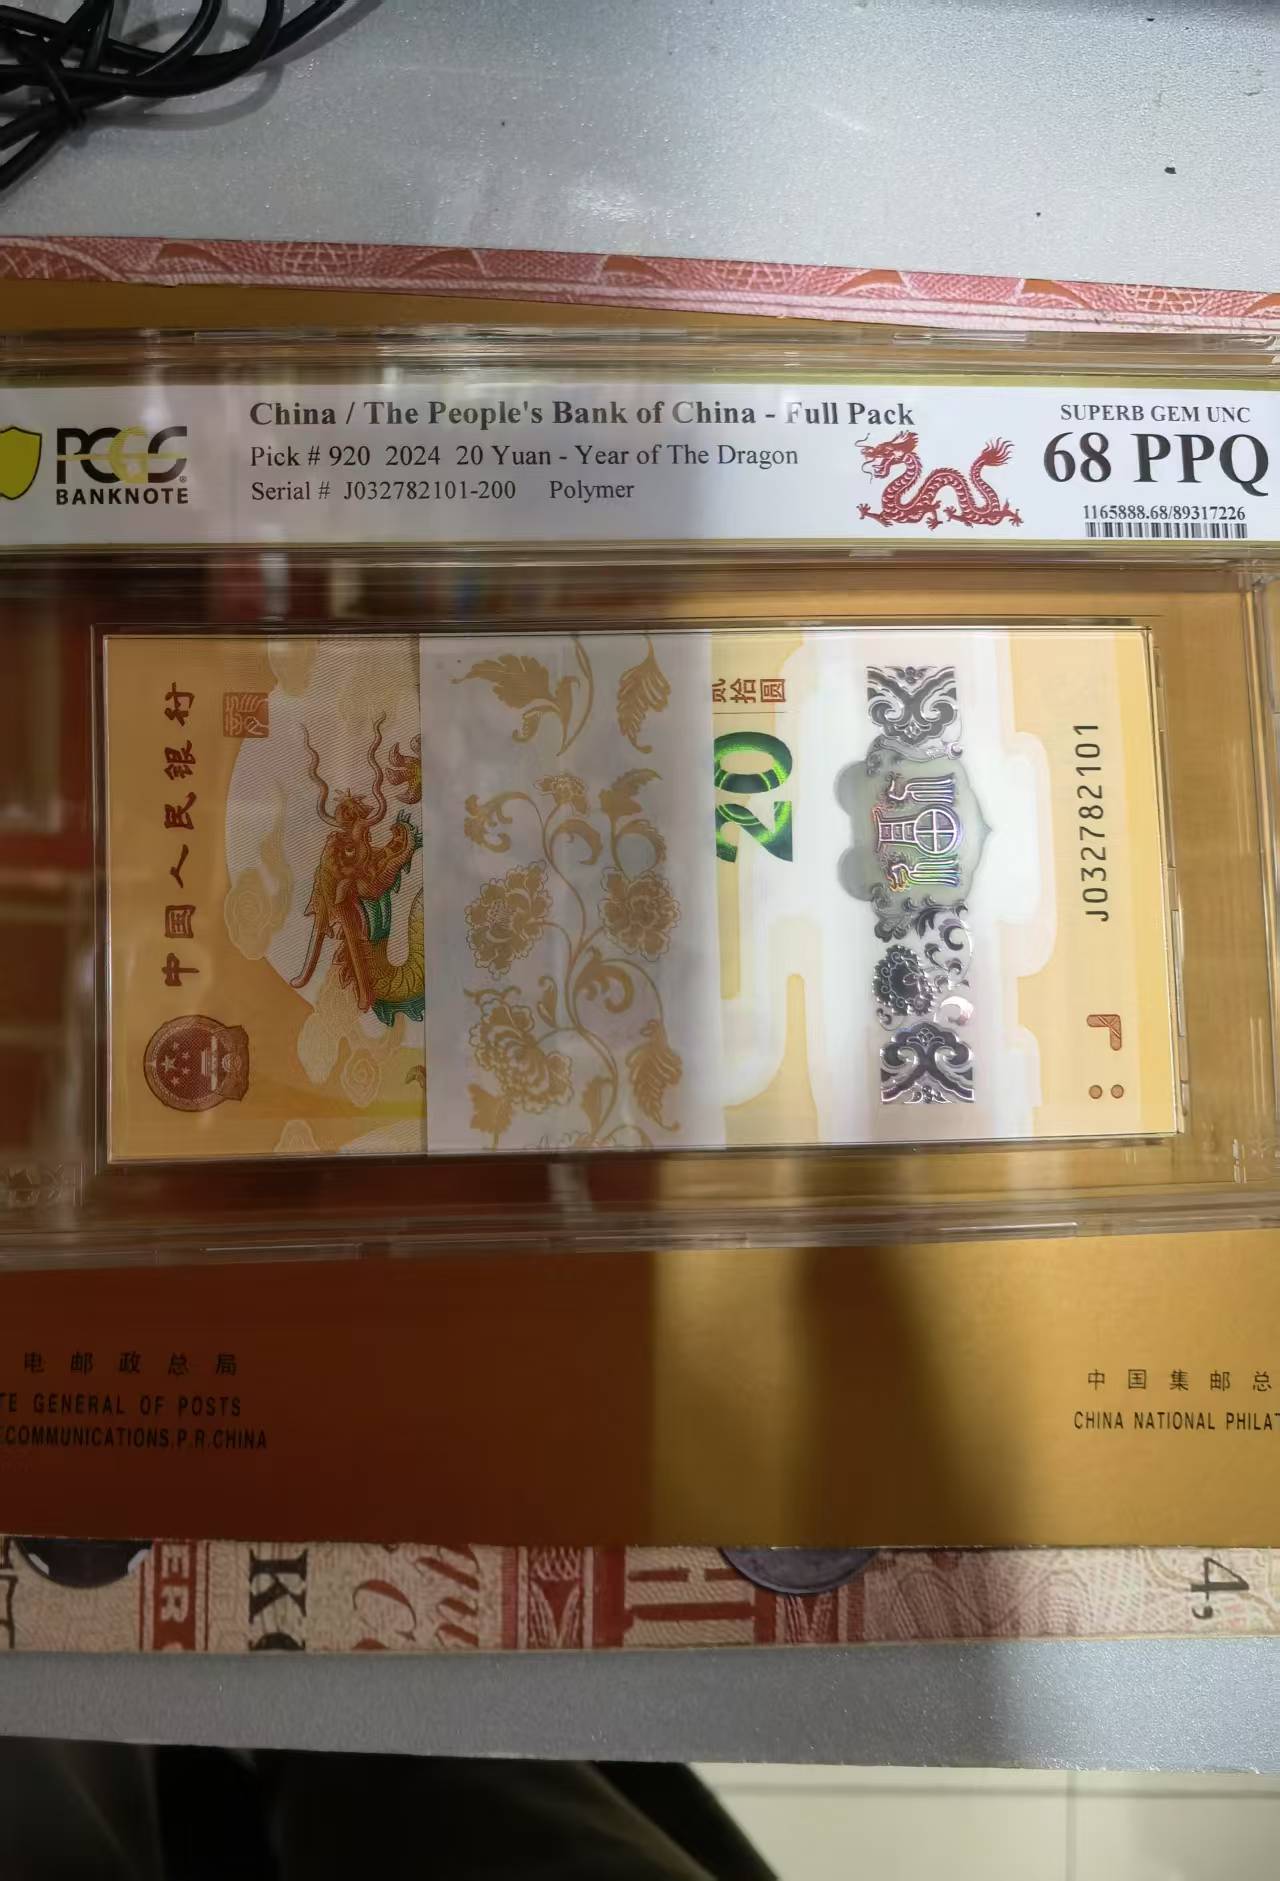 PCGS
BANKNOTE
China / The People's Bank of China - Full Pack
Pick # 920 2024 20 Yuan - Year of The Dragon
Serial # J032782101-200 Polymer
SUPERB GEM UNC
68 PPQ
1165888.68/89317226
中国人民银行
贰拾圆
20
J032782101
电邮政总局
TE GENERAL OF POSTS
ECOMMUNICATIONS.P.R.CHINA
中国集邮总
CHINA NATIONAL PHILAT
ER
K
4,